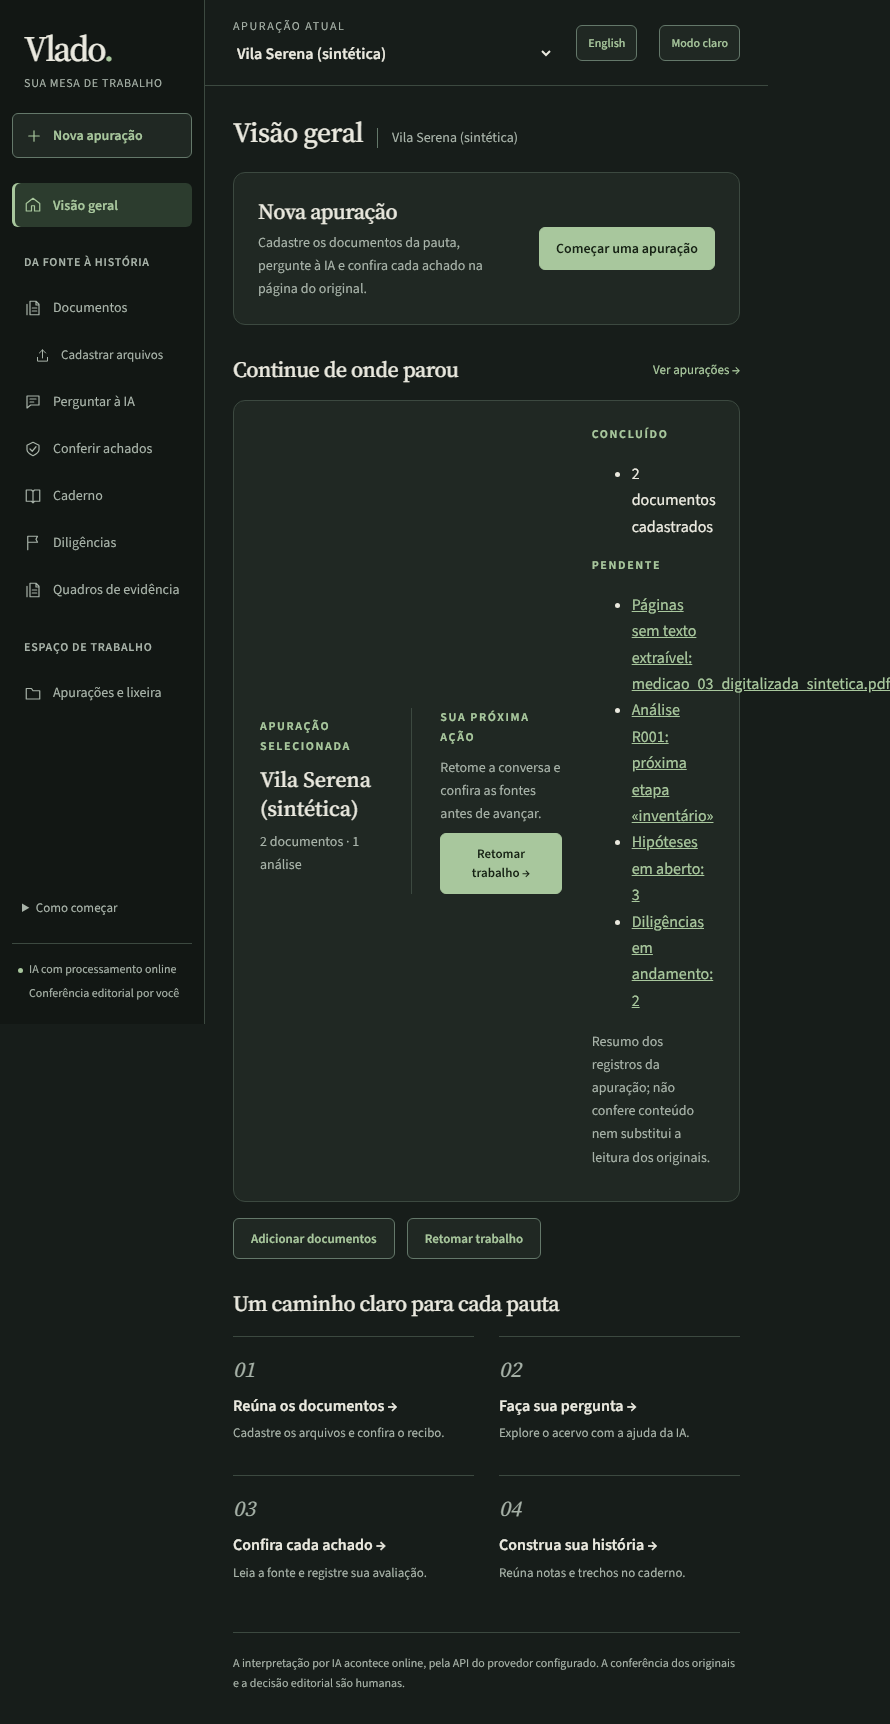 Vlado.
SUA MESA DE TRABALHO
Nova apuração
Visão geral
DA FONTE À HISTÓRIA
Documentos
Cadastrar arquivos
Perguntar à IA
Conferir achados
Caderno
Diligências
Quadros de evidência
ESPAÇO DE TRABALHO
Apurações e lixeira
Como começar
IA com processamento online
Conferência editorial por você
APURAÇÃO ATUAL
Vila Serena (sintética)
English
Modo claro
Visão geral
Vila Serena (sintética)
Nova apuração
Cadastre os documentos da pauta,
pergunte à IA e confira cada achado na
página do original.
Começar uma apuração
Continue de onde parou
Ver apurações →
APURAÇÃO
SELECIONADA
Vila Serena
(sintética)
2 documentos · 1
análise
SUA PRÓXIMA
AÇÃO
Retome a conversa e
confira as fontes
antes de avançar.
Retomar
trabalho →
CONCLUÍDO
2
documentos
cadastrados
PENDENTE
Páginas
sem texto
extraível:
medicao_03_digitalizada_sintetica.pdf
Análise
R001:
próxima
etapa
«inventário»
Hipóteses
em aberto:
3
Diligências
em
andamento:
2
Resumo dos
registros da
apuração; não
confere conteúdo
nem substitui a
leitura dos originais.
Adicionar documentos
Retomar trabalho
Um caminho claro para cada pauta
01
Reúna os documentos →
Cadastre os arquivos e confira o recibo.
02
Faça sua pergunta →
Explore o acervo com a ajuda da IA.
03
Confira cada achado →
Leia a fonte e registre sua avaliação.
04
Construa sua história →
Reúna notas e trechos no caderno.
A interpretação por IA acontece online, pela API do provedor configurado. A conferência dos originais
e a decisão editorial são humanas.